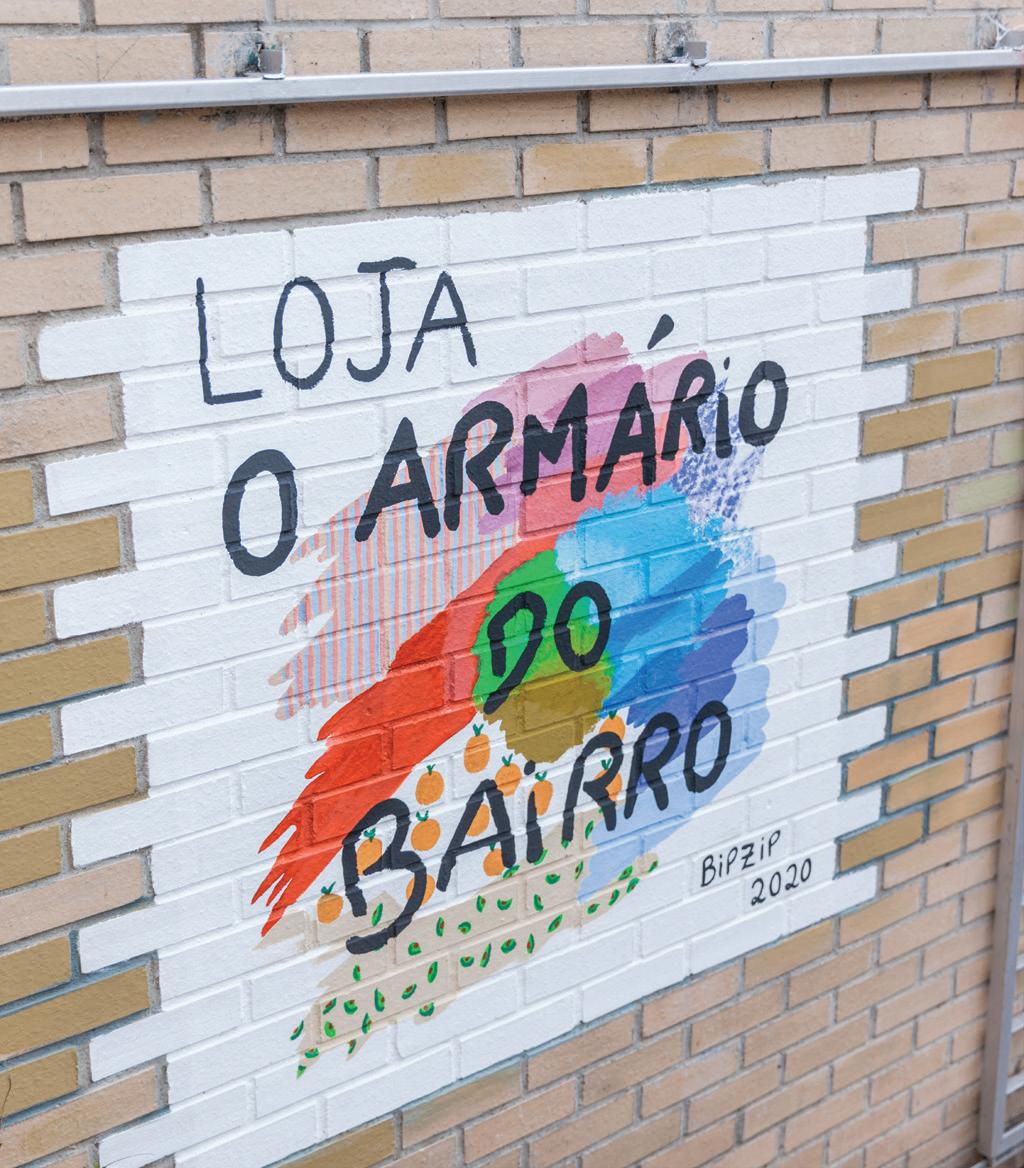 LOJA
O ARMÁRiO
DO
BAiRRO
BiPZiP
2020